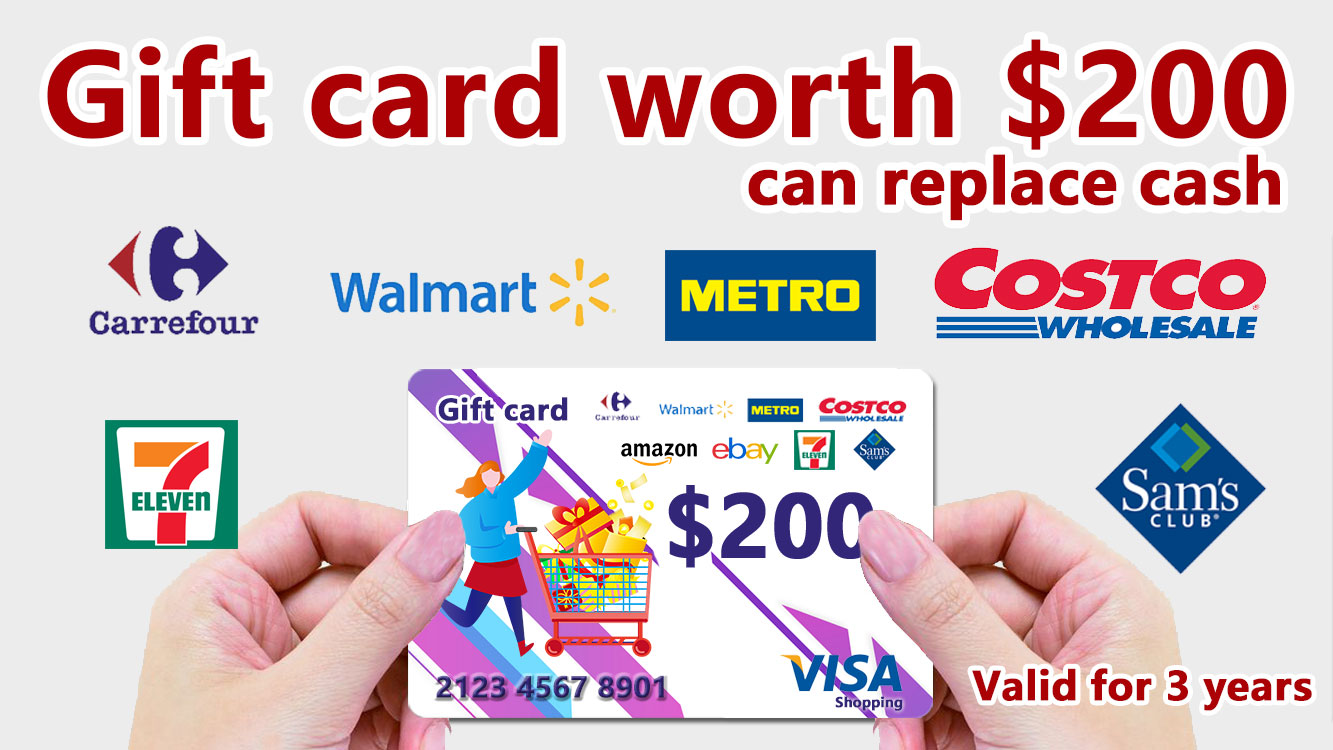 Gift card worth $200
can replace cash
Carrefour
Walmart
METRO
COSTCO
WHOLESALE
Gift card
Carrefour
Walmart
METRO
COSTCO
WHOLESALE
amazon
ebay
7
ELEVEN
Sam's
CLUB
$200
7
ELEVEN
Sam's
CLUB®
2123 4567 8901
VISA
Shopping
Valid for 3 years